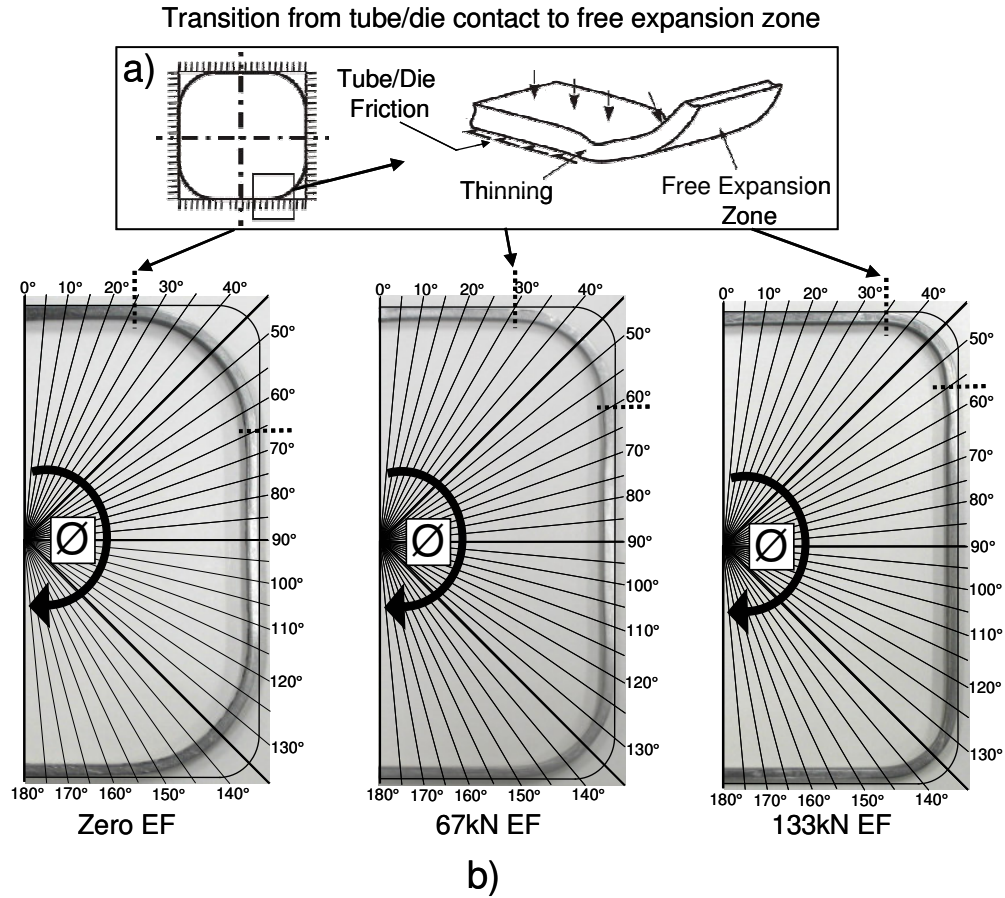 Transition from tube/die contact to free expansion zone
a)
Tube/Die
Friction
Thinning
Free Expansion
Zone
0° 10° 20° 30° 40°
50°
60°
70°
80°
90°
100°
110°
120°
130°
180° 170° 160° 150° 140°
Ø
Zero EF
0° 10° 20° 30° 40°
50°
60°
70°
80°
90°
100°
110°
120°
130°
180° 170° 160° 150° 140°
Ø
67kN EF
0° 10° 20° 30° 40°
50°
60°
70°
80°
90°
100°
110°
120°
130°
180° 170° 160° 150° 140°
Ø
133kN EF
b)